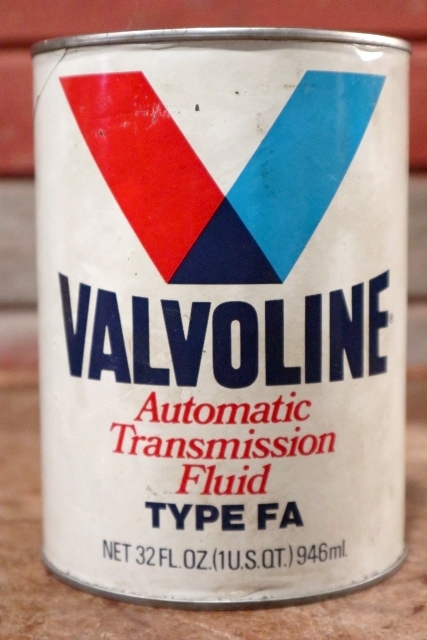 VALVOLINE
Automatic
Transmission
Fluid
TYPE FA
NET 32 FL. OZ. (1 U.S. QT.) 946 ml.